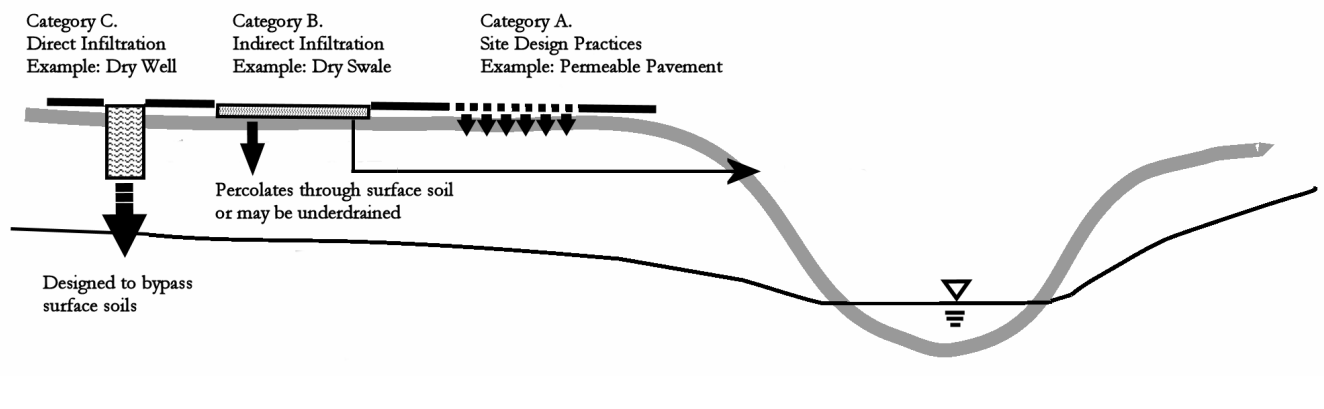 Category C.
Direct Infiltration
Example: Dry Well
Category B.
Indirect Infiltration
Example: Dry Swale
Category A.
Site Design Practices
Example: Permeable Pavement
Percolates through surface soil
or may be underdrained
Designed to bypass
surface soils